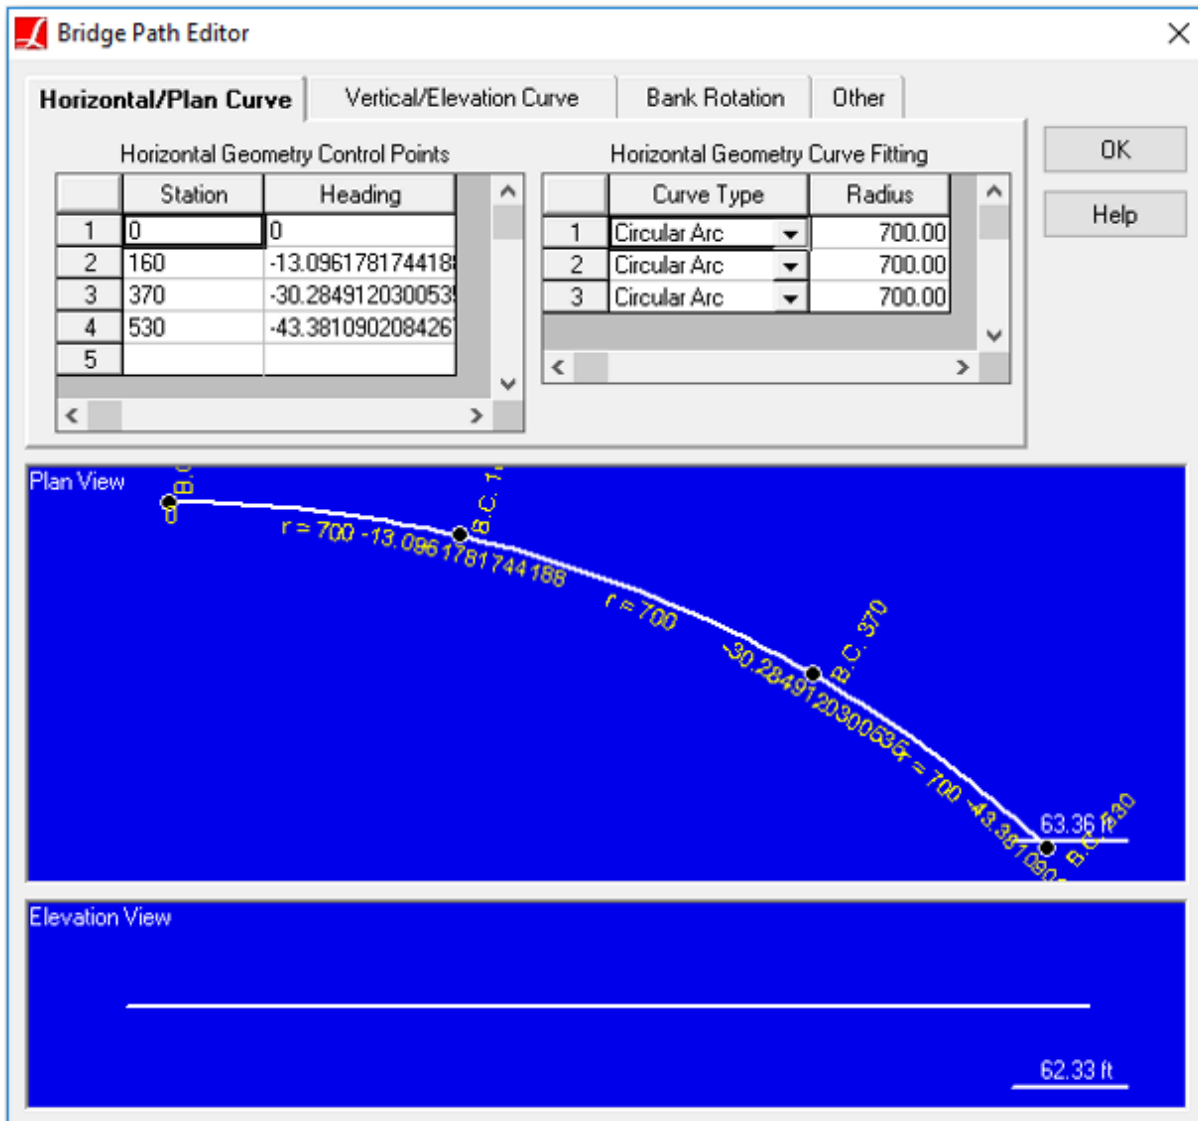 Bridge Path Editor
Horizontal/Plan Curve Vertical/Elevation Curve Bank Rotation Other
OK
Help
Horizontal Geometry Control Points
Station Heading
1 0 0
2 160 -13.096178174418
3 370 -30.284912030053
4 530 -43.381090208426
5
Horizontal Geometry Curve Fitting
Curve Type Radius
1 Circular Arc 700.00
2 Circular Arc 700.00
3 Circular Arc 700.00
Plan View
0
r = 700
-13.0961781744188
r = 700
B.C. 370
-30.2849120300535
r = 700
63.36 ft
B.C. 530
Elevation View
62.33 ft